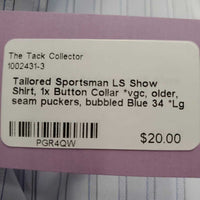 The Tack Collector
1002431-3
Tailored Sportsman LS Show
Shirt, 1x Button Collar *vgc, older,
seam puckers, bubbled Blue 34 *Lg
PGR4QW
$20.00